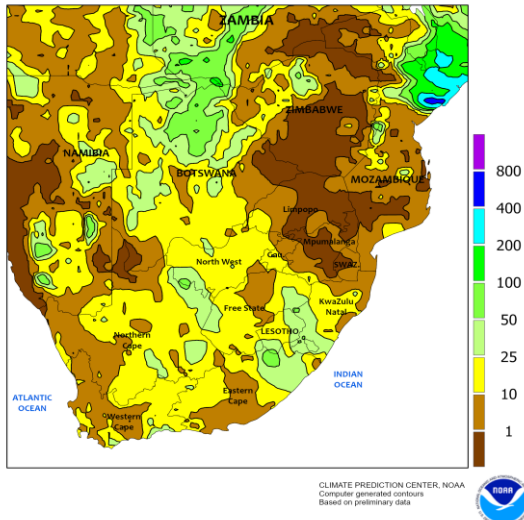 ZAMBIA
ZIMBABWE
NAMIBIA
BOTSWANA
MOZAMBIQUE
Limpopo
Mpumalanga
North West
Gau.
SWAZ.
Free State
KwaZulu
Natal
LESOTHO
Northern
Cape
Eastern
Cape
Western
Cape
ATLANTIC
OCEAN
INDIAN
OCEAN
800
400
200
100
50
25
10
1
CLIMATE PREDICTION CENTER, NOAA
Computer generated contours
Based on preliminary data
NOAA